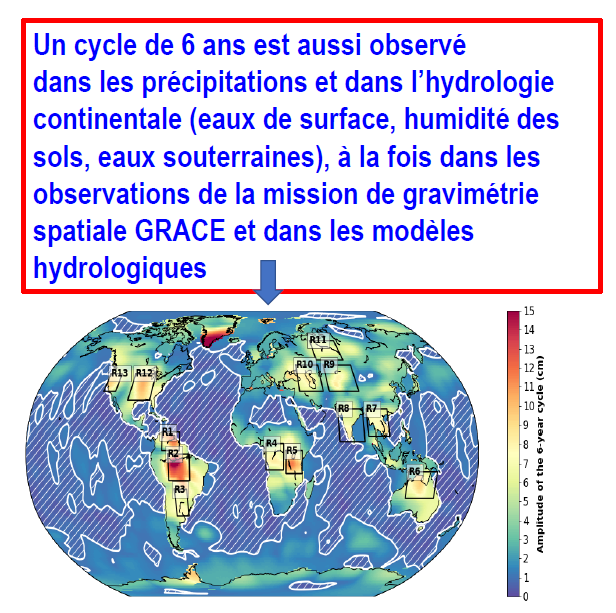 Un cycle de 6 ans est aussi observé
dans les précipitations et dans l’hydrologie
continentale (eaux de surface, humidité des
sols, eaux souterraines), à la fois dans les
observations de la mission de gravimétrie
spatiale GRACE et dans les modèles
hydrologiques
R11
R13 R12
R10 R9
R1
R8 R7
R2
R4
R5
R6
R3
15
14
13
12
11
10
9
8
7
6
5
4
3
2
1
0
Amplitude of the 6-year cycle (cm)